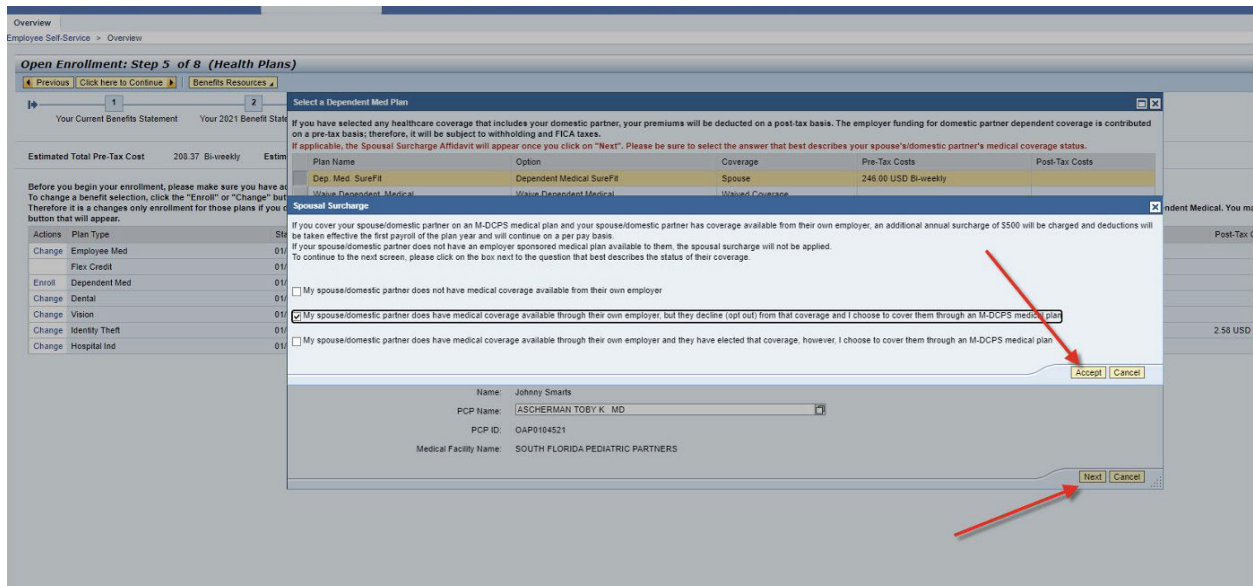 Overview
Employee Self-Service > Overview
Open Enrollment: Step 5 of 8 (Health Plans)
Previous Click here to Continue Benefits Resources
1 2
Your Current Benefits Statement Your 2021 Benefit State
Estimated Total Pre-Tax Cost 208.37 Bi-weekly Estim
Before you begin your enrollment, please make sure you have ac
To change a benefit selection, click the "Enroll" or "Change" but
Therefore it is a changes only enrollment for those plans if you d
button that will appear.
Actions Plan Type Sta
Change Employee Med 01/
Flex Credit 01/
Enroll Dependent Med 01/
Change Dental 01/
Change Vision 01/
Change Identity Theft 01/
Change Hospital Ind 01/
Select a Dependent Med Plan
If you have selected any healthcare coverage that includes your domestic partner, your premiums will be deducted on a post-tax basis. The employer funding for domestic partner dependent coverage is contributed
on a pre-tax basis; therefore, it will be subject to withholding and FICA taxes.
If applicable, the Spousal Surcharge Affidavit will appear once you click on "Next". Please be sure to select the answer that best describes your spouse's/domestic partner's medical coverage status.
Plan Name Option Coverage Pre-Tax Costs Post-Tax Costs
Dep. Med. SureFit Dependent Medical SureFit Spouse 246.00 USD Bi-weekly
Waive Dependent Medical Waive Dependent Medical Waived Coverage
Spousal Surcharge
If you cover your spouse/domestic partner on an M-DCPS medical plan and your spouse/domestic partner has coverage available from their own employer, an additional annual surcharge of $500 will be charged and deductions will
be taken effective the first payroll of the plan year and will continue on a per pay basis.
If your spouse/domestic partner does not have an employer sponsored medical plan available to them, the spousal surcharge will not be applied.
To continue to the next screen, please click on the box next to the question that best describes the status of their coverage.
My spouse/domestic partner does not have medical coverage available from their own employer
My spouse/domestic partner does have medical coverage available through their own employer, but they decline (opt out) from that coverage and I choose to cover them through an M-DCPS medical plan
My spouse/domestic partner does have medical coverage available through their own employer and they have elected that coverage, however, I choose to cover them through an M-DCPS medical plan
Accept Cancel
Name: Johnny Smarts
PCP Name: ASCHERMAN TOBY K MD
PCP ID: OAP0104521
Medical Facility Name: SOUTH FLORIDA PEDIATRIC PARTNERS
Next Cancel
ndent Medical. You ma
Post-Tax C
2.58 USD